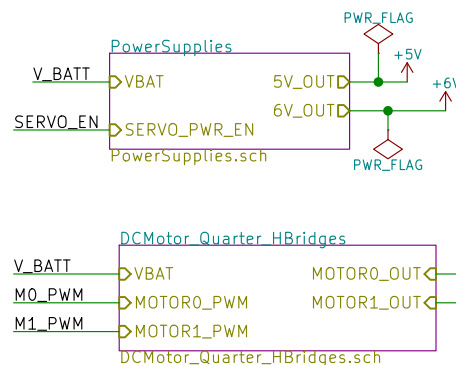 PWR_FLAG
PowerSupplies
+5V
V_BATT
VBAT
5V_OUT
+6V
6V_OUT
SERVO_EN
SERVO_PWR_EN
PowerSupplies.sch
PWR_FLAG
DCMotor_Quarter_HBridges
V_BATT
VBAT
MOTOR0_OUT
M0_PWM
MOTOR0_PWM
MOTOR1_OUT
M1_PWM
MOTOR1_PWM
DCMotor_Quarter_HBridges.sch